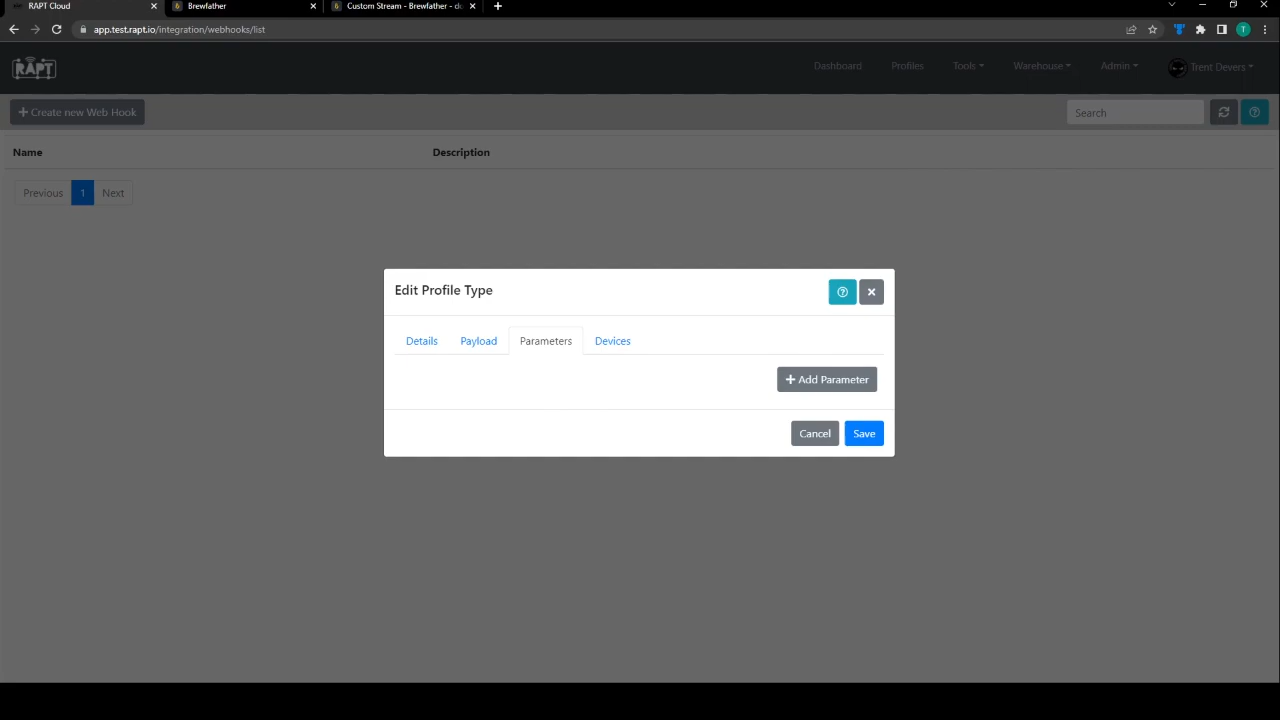 RAPT Cloud
Brewfather
Custom Stream - Brewfather - do
app.test.rapt.io/integration/webhooks/list
T
RAPT
Dashboard
Profiles
Tools
Warehouse
Admin
Trent Devers
+ Create new Web Hook
Search
Name
Description
Previous
1
Next
Edit Profile Type
Details
Payload
Parameters
Devices
+ Add Parameter
Cancel
Save